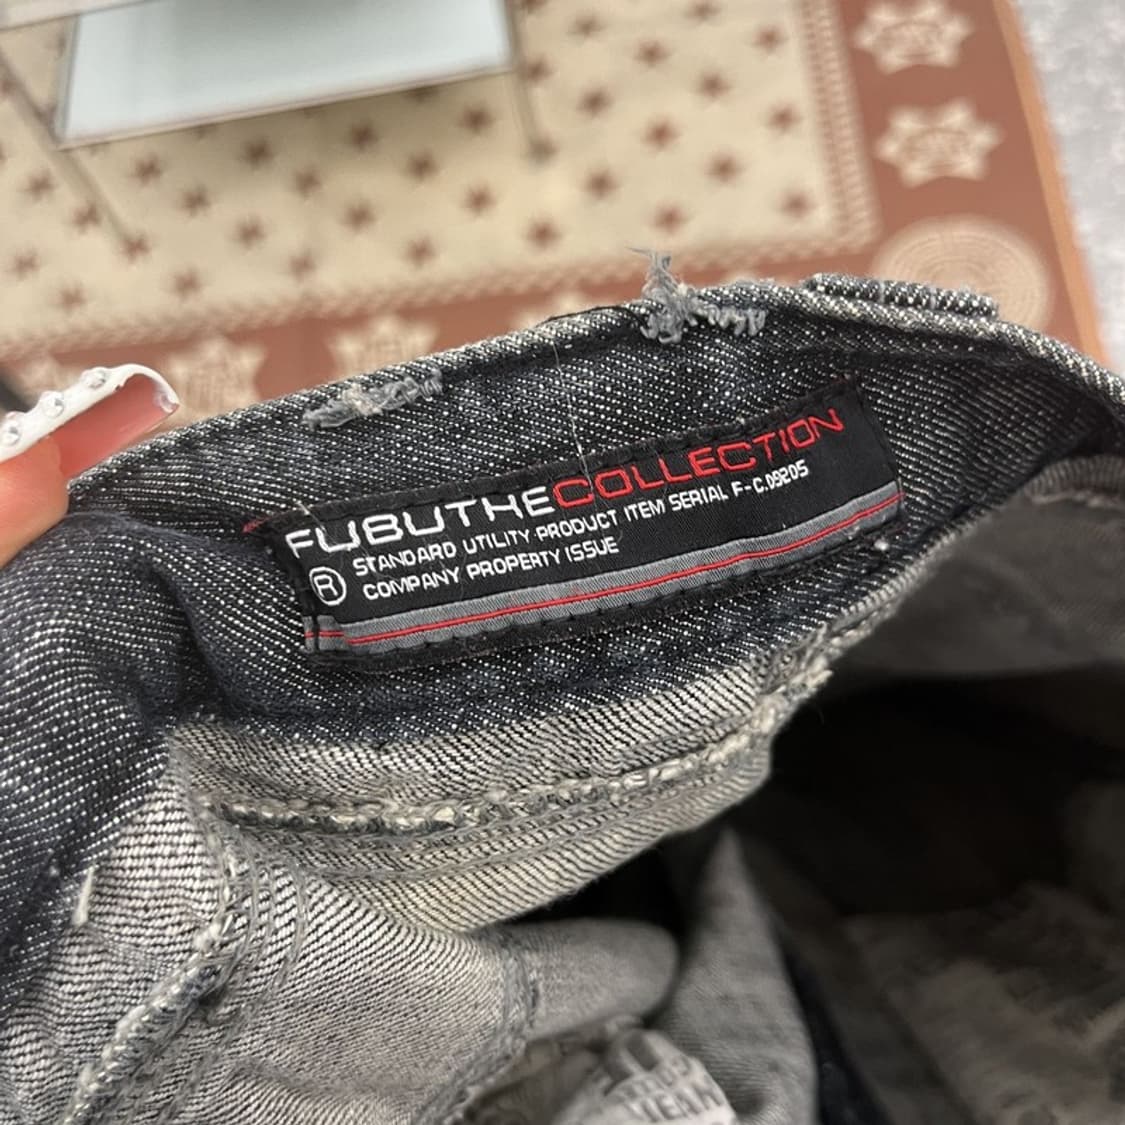 FUBUTHECOLLECTION
STANDARD UTILITY·PRODUCT ITEM SERIAL F-C.09205
® COMPANY PROPERTY ISSUE